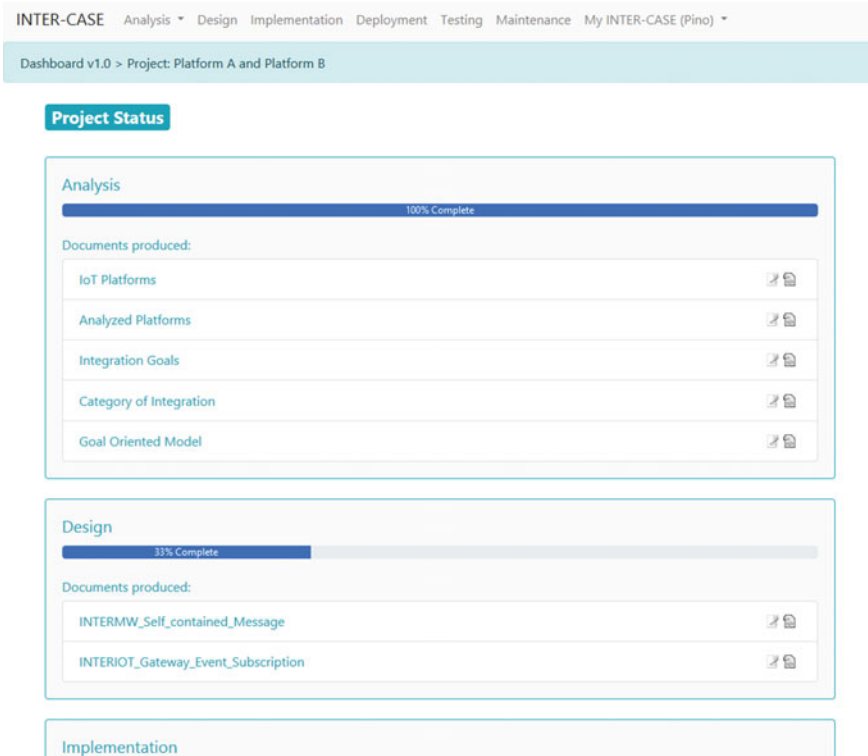 INTER-CASE Analysis Design Implementation Deployment Testing Maintenance My INTER-CASE (Pino)
Dashboard v1.0 > Project: Platform A and Platform B
Project Status
Analysis
100% Complete
Documents produced:
IoT Platforms
Analyzed Platforms
Integration Goals
Category of Integration
Goal Oriented Model
Design
33% Complete
Documents produced:
INTERMW_Self_contained_Message
INTERIOT_Gateway_Event_Subscription
Implementation